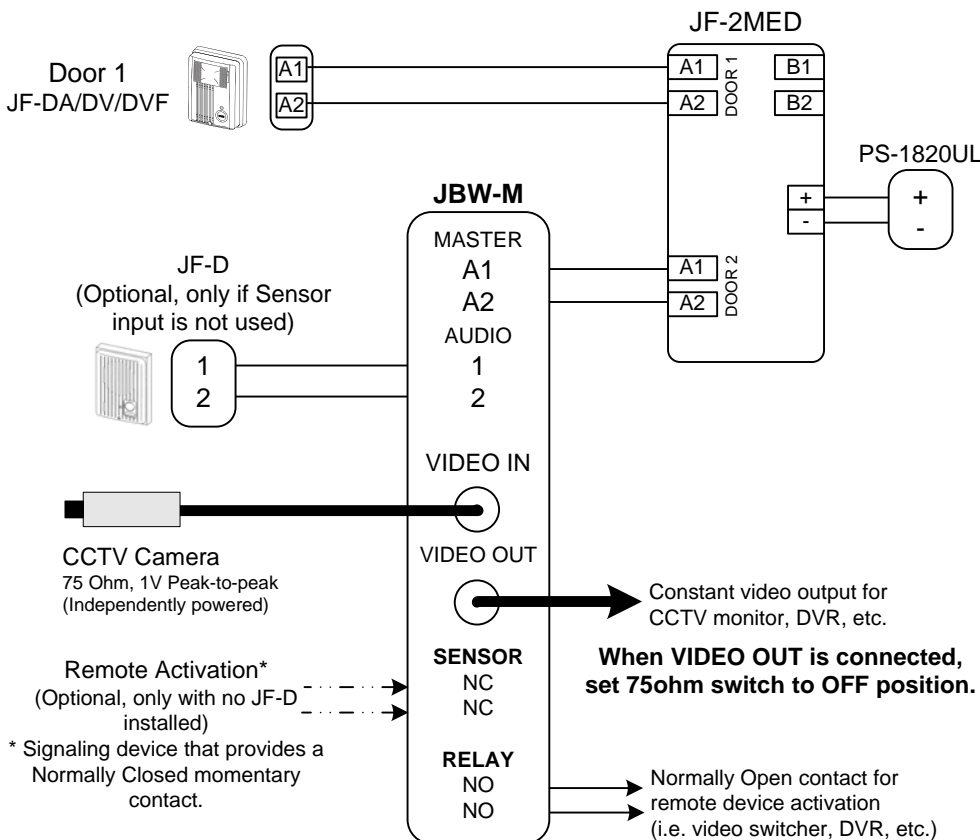 JF-2MED
Door 1
JF-DA/DV/DVF
A1
A2
A1
A2
DOOR 1
B1
B2
PS-1820UL
+
-
+
-
A1
A2
DOOR 2
JBW-M
MASTER
A1
A2
AUDIO
1
2
JF-D
(Optional, only if Sensor
input is not used)
1
2
VIDEO IN
CCTV Camera
75 Ohm, 1V Peak-to-peak
(Independently powered)
VIDEO OUT
Constant video output for
CCTV monitor, DVR, etc.
When VIDEO OUT is connected,
set 75ohm switch to OFF position.
SENSOR
NC
NC
Remote Activation*
(Optional, only with no JF-D
installed)
* Signaling device that provides a
Normally Closed momentary
contact.
RELAY
NO
NO
Normally Open contact for
remote device activation
(i.e. video switcher, DVR, etc.)